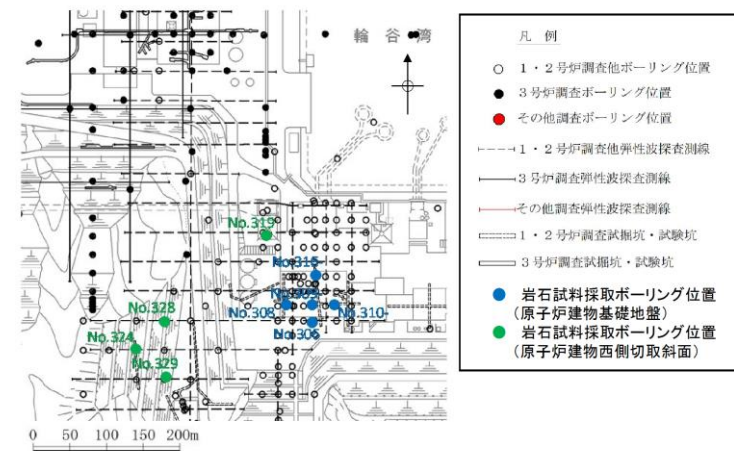 輪谷湾
No.319
No.316
No.308
No.310
No.306
No.328
No.324
No.329
0 50 100 150 200m
凡 例
1・2号炉調査他ボーリング位置
3号炉調査ボーリング位置
その他調査ボーリング位置
1・2号炉調査他弾性波探査測線
3号炉調査弾性波探査測線
その他調査弾性波探査測線
1・2号炉調査試掘坑・試験坑
3号炉調査試掘坑・試験坑
岩石試料採取ボーリング位置
(原子炉建物基礎地盤)
岩石試料採取ボーリング位置
(原子炉建物西側切取斜面)